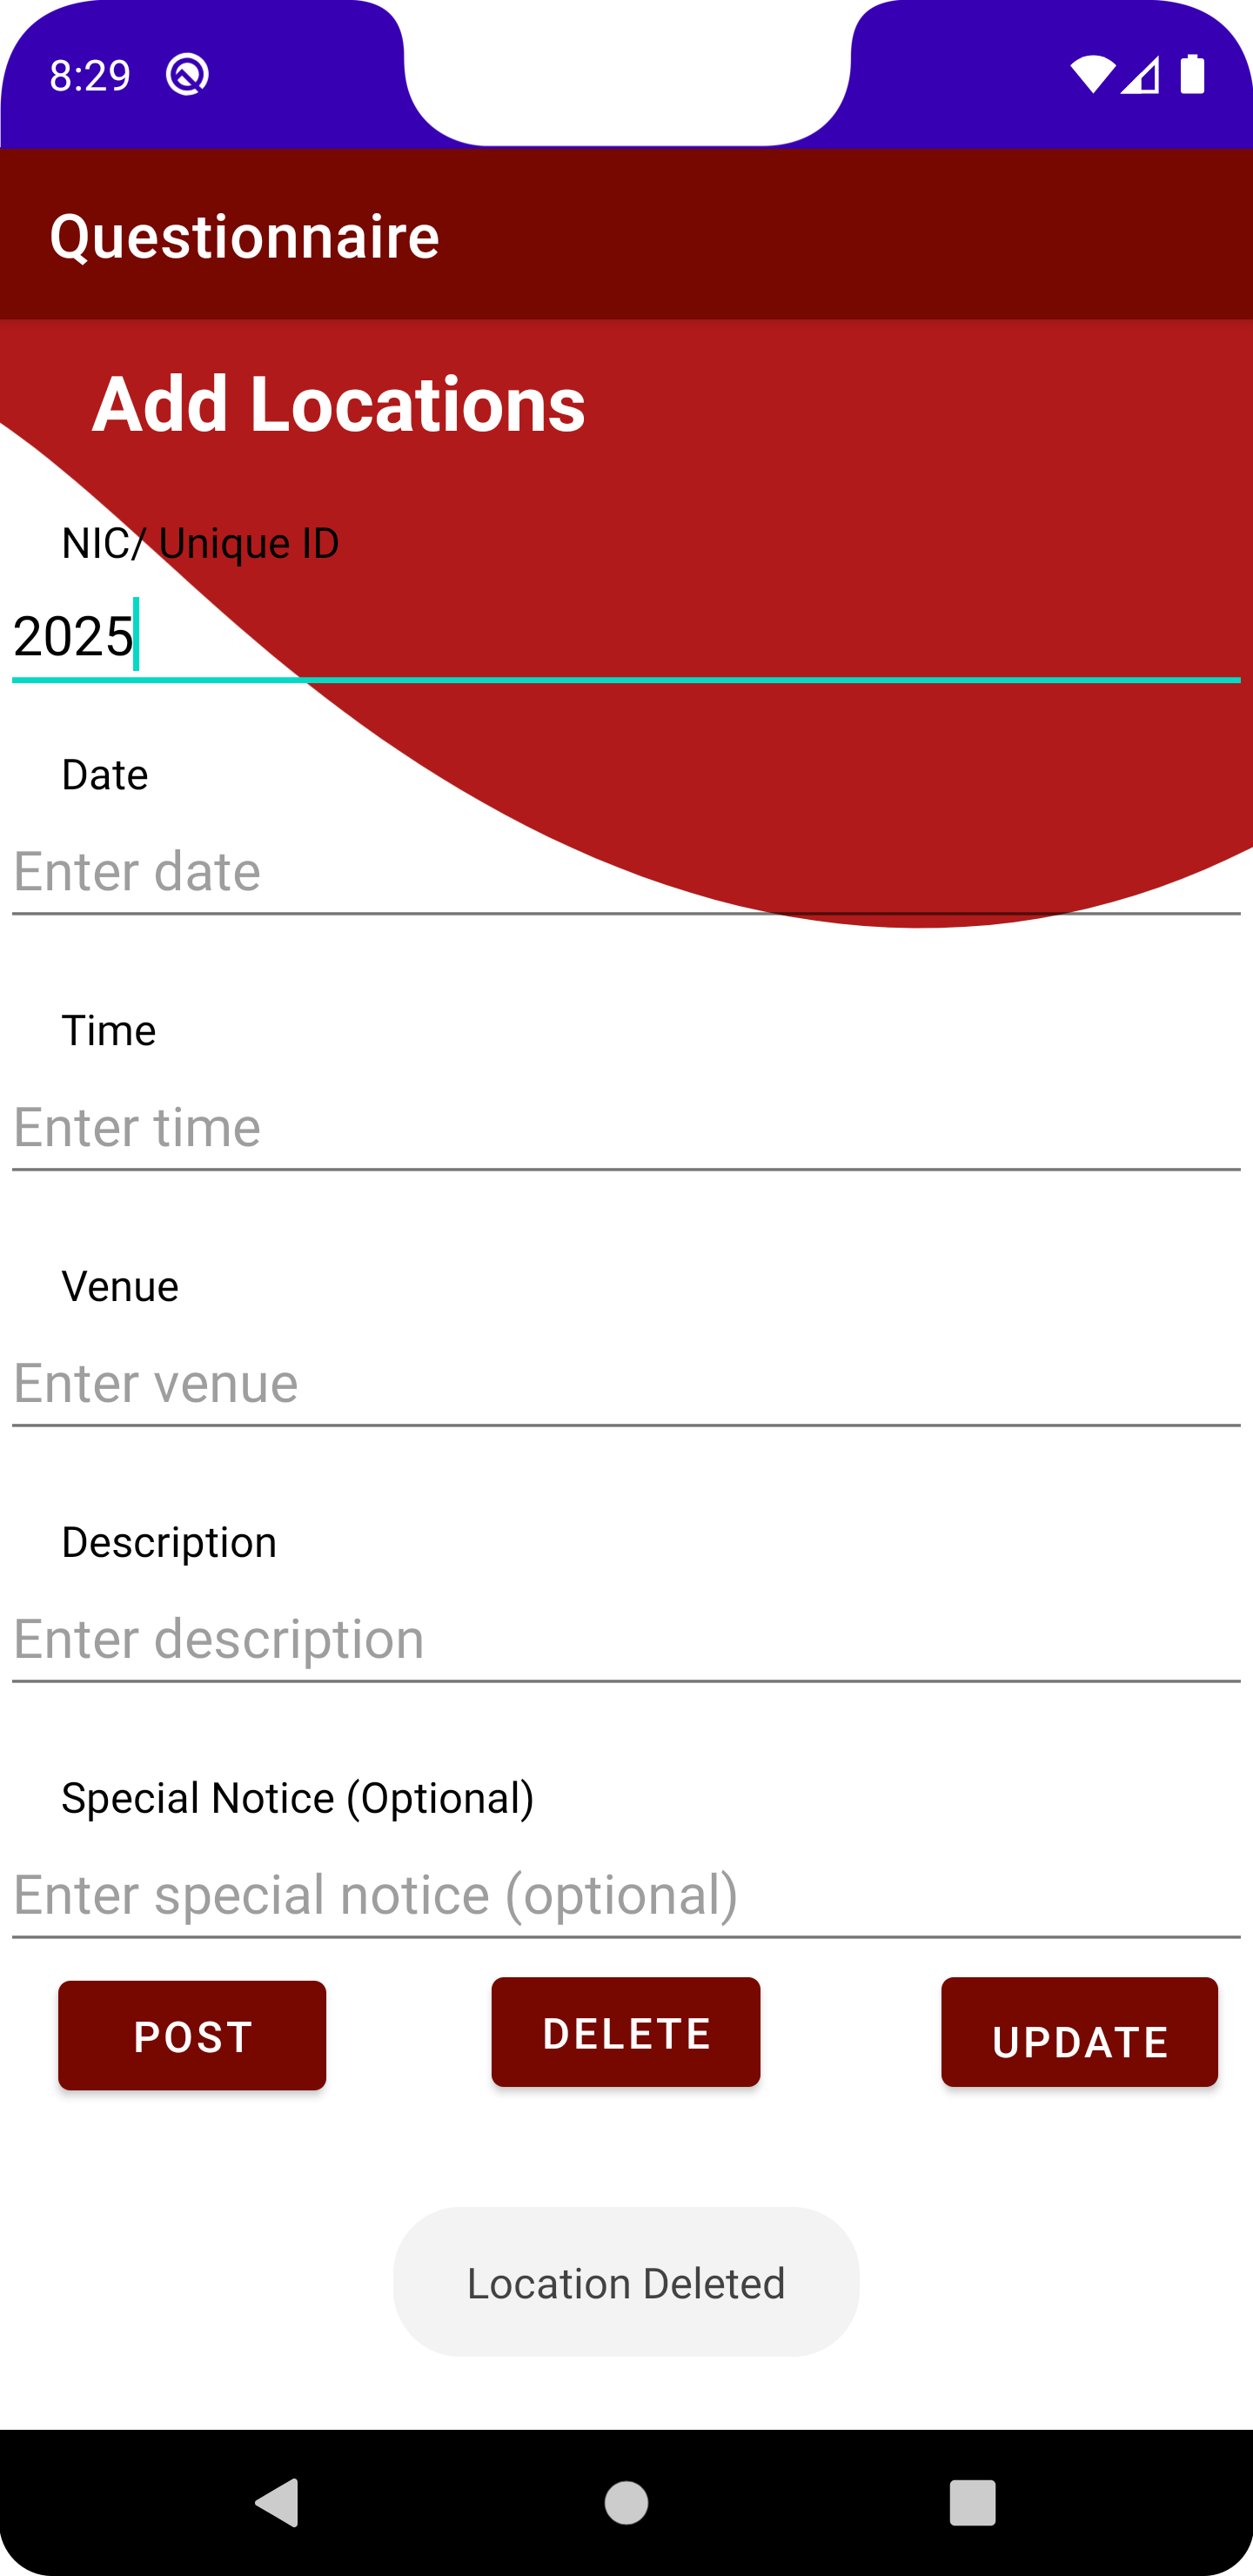 8:29
Questionnaire
Add Locations
NIC/ Unique ID
2025
Date
Enter date
Time
Enter time
Venue
Enter venue
Description
Enter description
Special Notice (Optional)
Enter special notice (optional)
POST DELETE UPDATE
Location Deleted